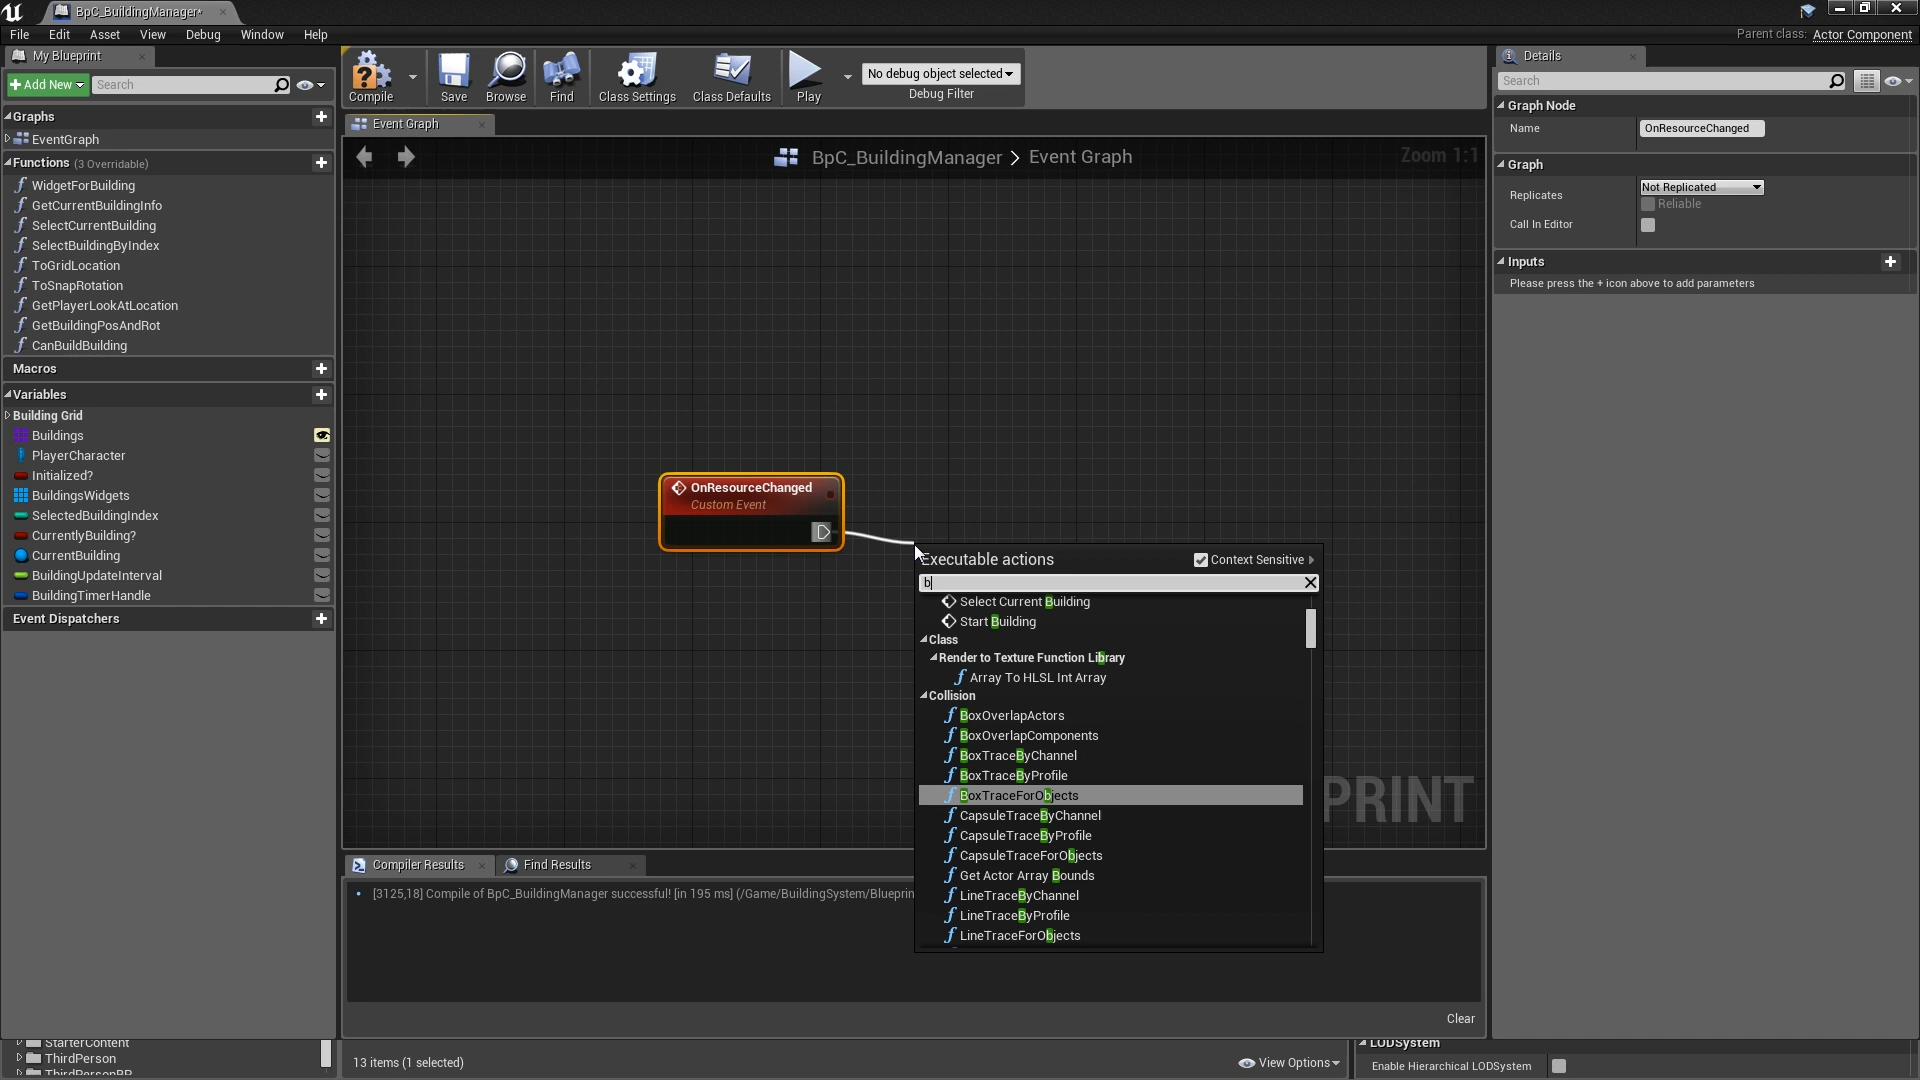 BpC_BuildingManager*
File Edit Asset View Debug Window Help
Parent class: Actor Component
My Blueprint
Add New
Search
Graphs
EventGraph
Functions (3 Overridable)
WidgetForBuilding
GetCurrentBuildingInfo
SelectCurrentBuilding
SelectBuildingByIndex
ToGridLocation
ToSnapRotation
GetPlayerLookAtLocation
GetBuildingPosAndRot
CanBuildBuilding
Macros
Variables
Building Grid
Buildings
PlayerCharacter
Initialized?
BuildingsWidgets
SelectedBuildingIndex
CurrentlyBuilding?
CurrentBuilding
BuildingUpdateInterval
BuildingTimerHandle
Event Dispatchers
StarterContent
ThirdPerson
ThirdPersonBP
Compile
Save
Browse
Find
Class Settings
Class Defaults
Play
No debug object selected
Debug Filter
Event Graph
BpC_BuildingManager > Event Graph
Zoom 1:1
OnResourceChanged
Custom Event
Executable actions
Context Sensitive
b
Select Current Building
Start Building
Class
Render to Texture Function Library
Array To HLSL Int Array
Collision
BoxOverlapActors
BoxOverlapComponents
BoxTraceByChannel
BoxTraceByProfile
BoxTraceForObjects
CapsuleTraceByChannel
CapsuleTraceByProfile
CapsuleTraceForObjects
Get Actor Array Bounds
LineTraceByChannel
LineTraceByProfile
LineTraceForObjects
PRINT
Compiler Results
Find Results
[3125,18] Compile of BpC_BuildingManager successful! [in 195 ms] (/Game/BuildingSystem/Blueprin
Clear
13 items (1 selected)
View Options
Details
Search
Graph Node
Name OnResourceChanged
Graph
Replicates Not Replicated
Reliable
Call In Editor
Inputs
Please press the + icon above to add parameters
LODSystem
Enable Hierarchical LODSystem